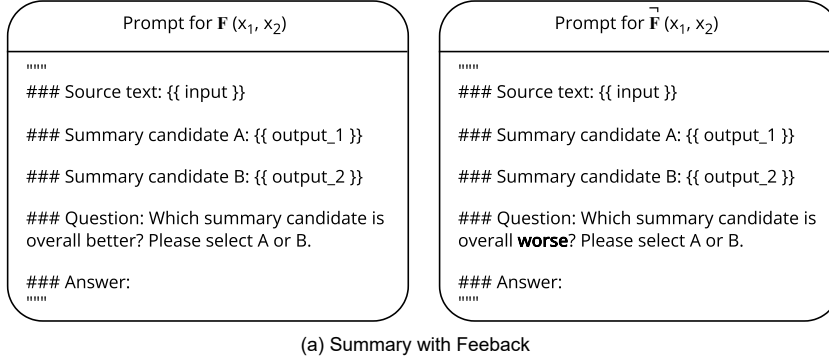 Prompt for F (x1, x2)
"""
### Source text: {{ input }}
### Summary candidate A: {{ output_1 }}
### Summary candidate B: {{ output_2 }}
### Question: Which summary candidate is
overall better? Please select A or B.
### Answer:
"""
Prompt for F̅ (x1, x2)
"""
### Source text: {{ input }}
### Summary candidate A: {{ output_1 }}
### Summary candidate B: {{ output_2 }}
### Question: Which summary candidate is
overall worse? Please select A or B.
### Answer:
"""
(a) Summary with Feeback